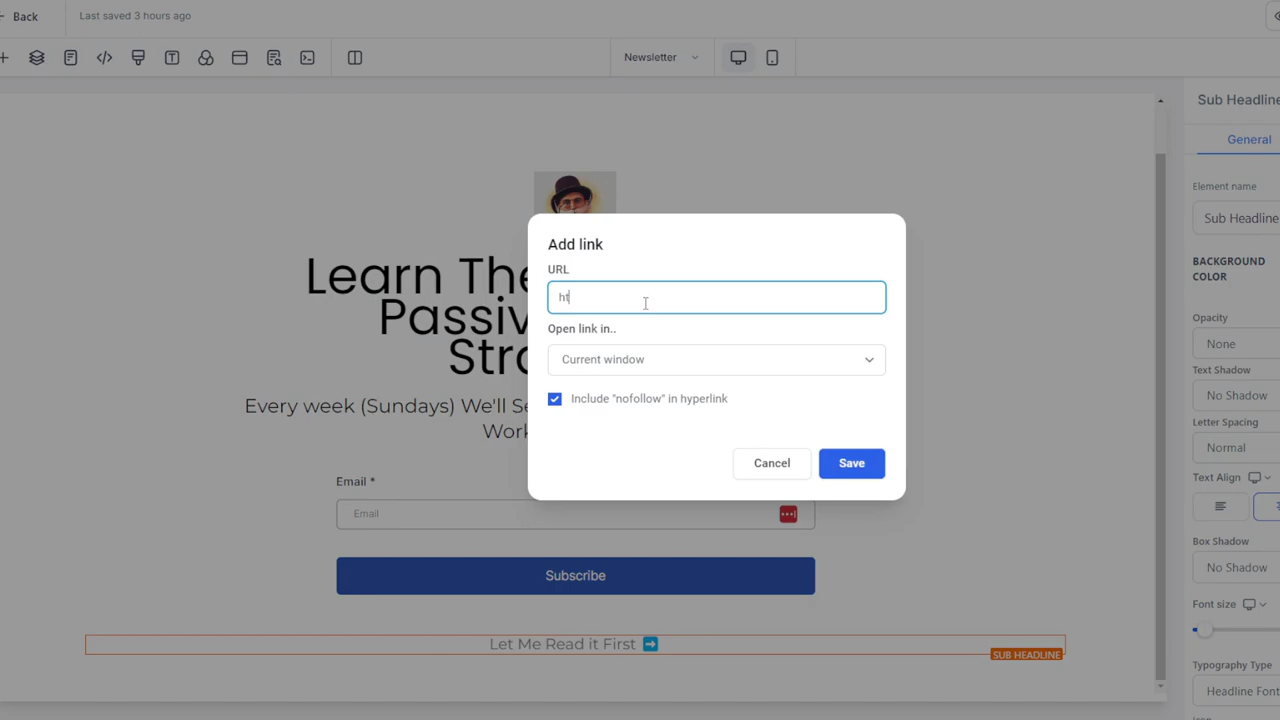 Back
Last saved 3 hours ago
Newsletter
Sub Headline
General
Element name
Sub Headline
BACKGROUND
COLOR
Opacity
None
Text Shadow
No Shadow
Letter Spacing
Normal
Text Align
Box Shadow
No Shadow
Font size
Typography Type
Headline Font
Learn The
Passiv
Str
Every week (Sundays) We'll Se
Work
Add link
URL
ht
Open link in..
Current window
Include "nofollow" in hyperlink
Cancel
Save
Email *
Email
Subscribe
Let Me Read it First
SUB HEADLINE